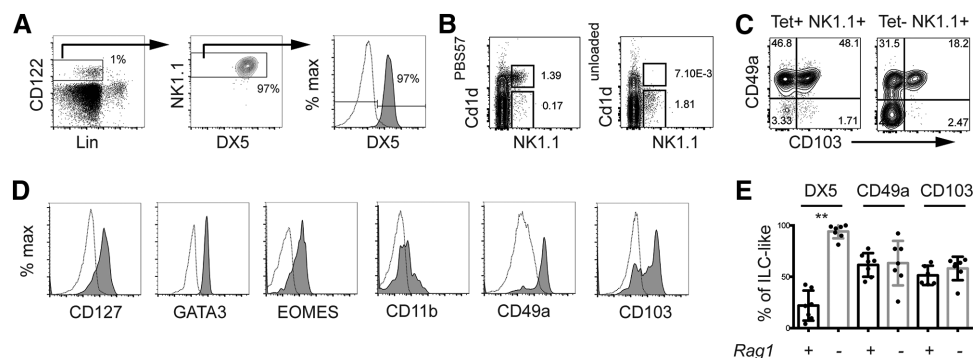 A
CD122
1%
Lin
NK1.1
97%
DX5
% max
97%
DX5
B
PBS57
Cd1d
1.39
0.17
NK1.1
unloaded
Cd1d
7.10E-3
1.81
NK1.1
C
Tet+ NK1.1+
Tet- NK1.1+
CD49a
46.8
48.1
3.33
1.71
31.5
18.2
2.47
CD103
D
% max
CD127
GATA3
EOMES
CD11b
CD49a
CD103
E
DX5
CD49a
CD103
**
% of ILC-like
100
50
0
Rag1
+
-
+
-
+
-